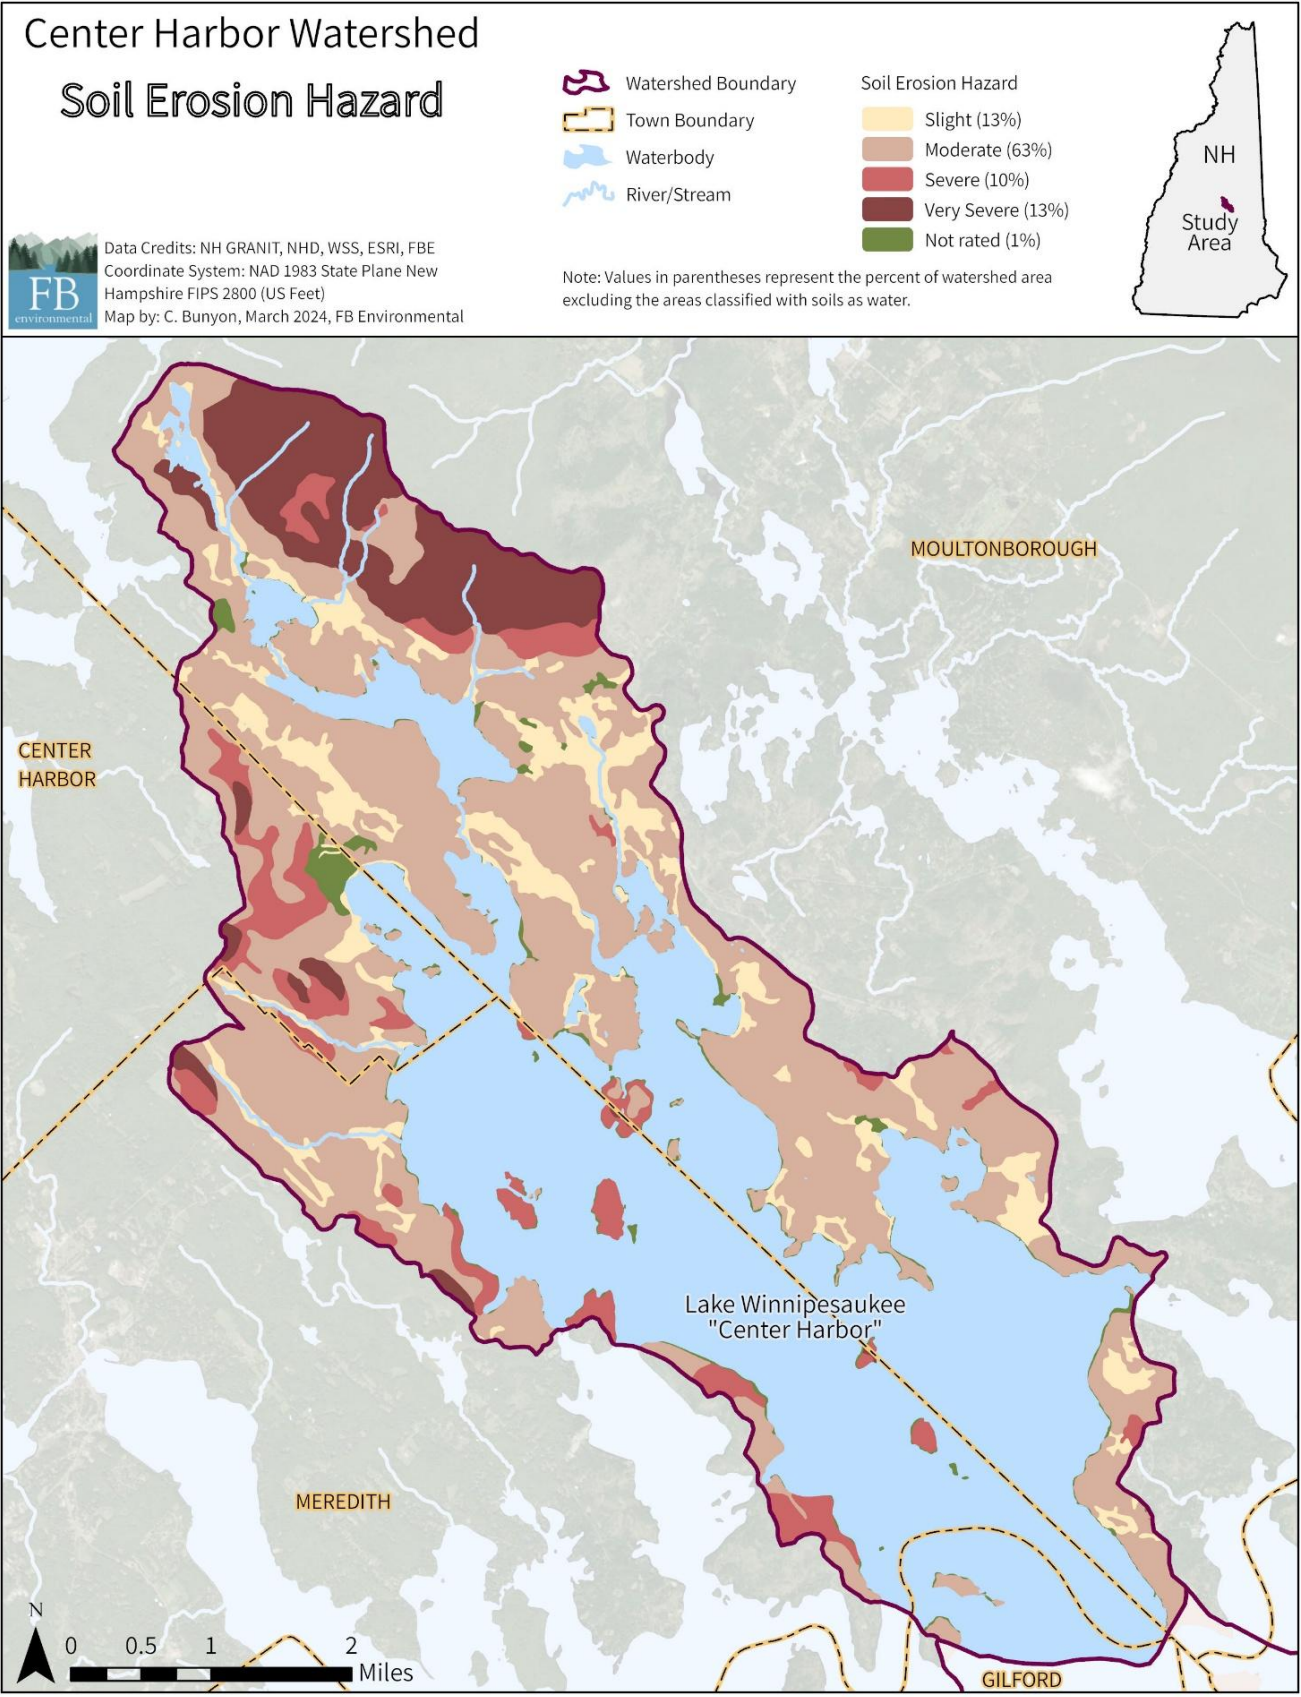 Center Harbor Watershed
Soil Erosion Hazard
FB
environmental
Data Credits: NH GRANIT, NHD, WSS, ESRI, FBE
Coordinate System: NAD 1983 State Plane New
Hampshire FIPS 2800 (US Feet)
Map by: C. Bunyon, March 2024, FB Environmental
Watershed Boundary
Town Boundary
Waterbody
River/Stream
Soil Erosion Hazard
Slight (13%)
Moderate (63%)
Severe (10%)
Very Severe (13%)
Not rated (1%)
Note: Values in parentheses represent the percent of watershed area
excluding the areas classified with soils as water.
NH
Study
Area
MOULTONBOROUGH
CENTER
HARBOR
Lake Winnipesaukee
"Center Harbor"
MEREDITH
GILFORD
N
0 0.5 1 2
Miles